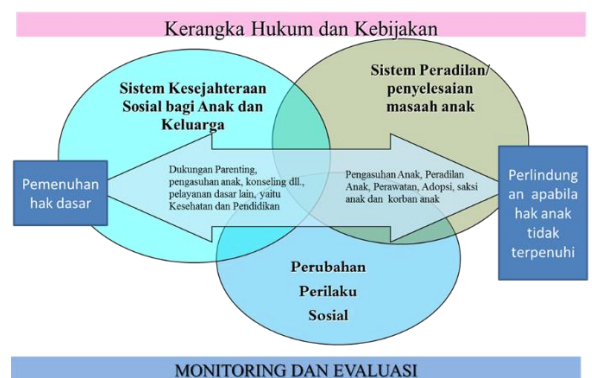 Kerangka Hukum dan Kebijakan
Sistem Kesejahteraan
Sosial bagi Anak dan
Keluarga
Sistem Peradilan/
penyelesaian
masaah anak
Pemenuhan
hak dasar
Dukungan Parenting,
pengasuhan anak, konseling dll.,
pelayanan dasar lain, yaitu
Kesehatan dan Pendidikan
Pengasuhan Anak, Peradilan
Anak, Perawatan, Adopsi, saksi
anak dan korban anak
Perlindung
an apabila
hak anak
tidak
terpenuhi
Perubahan
Perilaku
Sosial
MONITORING DAN EVALUASI